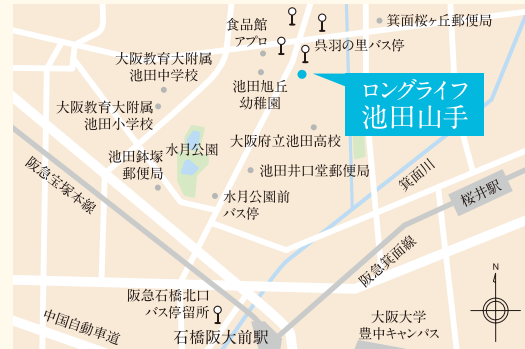 食品館
アプロ
箕面桜ヶ丘郵便局
呉羽の里バス停
大阪教育大附属
池田中学校
池田旭丘
幼稚園
ロングライフ
池田山手
大阪教育大附属
池田小学校
大阪府立池田高校
水月公園
池田鉢塚
郵便局
池田井口堂郵便局
箕面川
桜井駅
阪急宝塚本線
水月公園前
バス停
阪急箕面線
N
阪急石橋北口
バス停留所
中国自動車道
石橋阪大前駅
大阪大学
豊中キャンパス